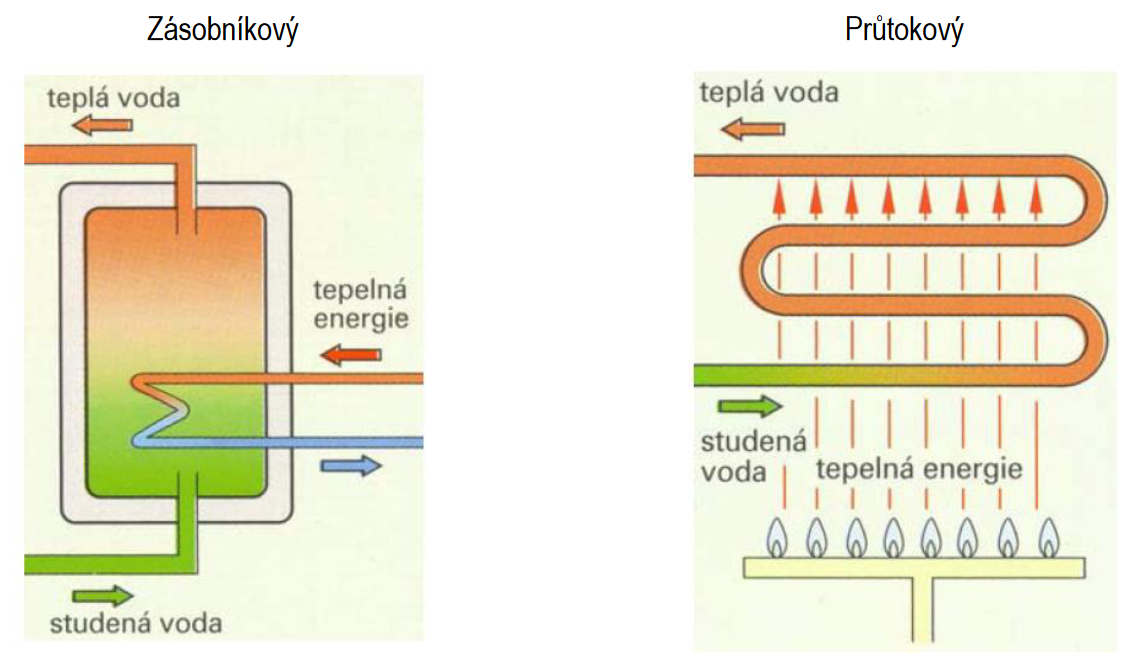 Zásobníkový
teplá voda
tepelná
energie
studená voda
Průtokový
teplá voda
studená
voda
tepelná energie